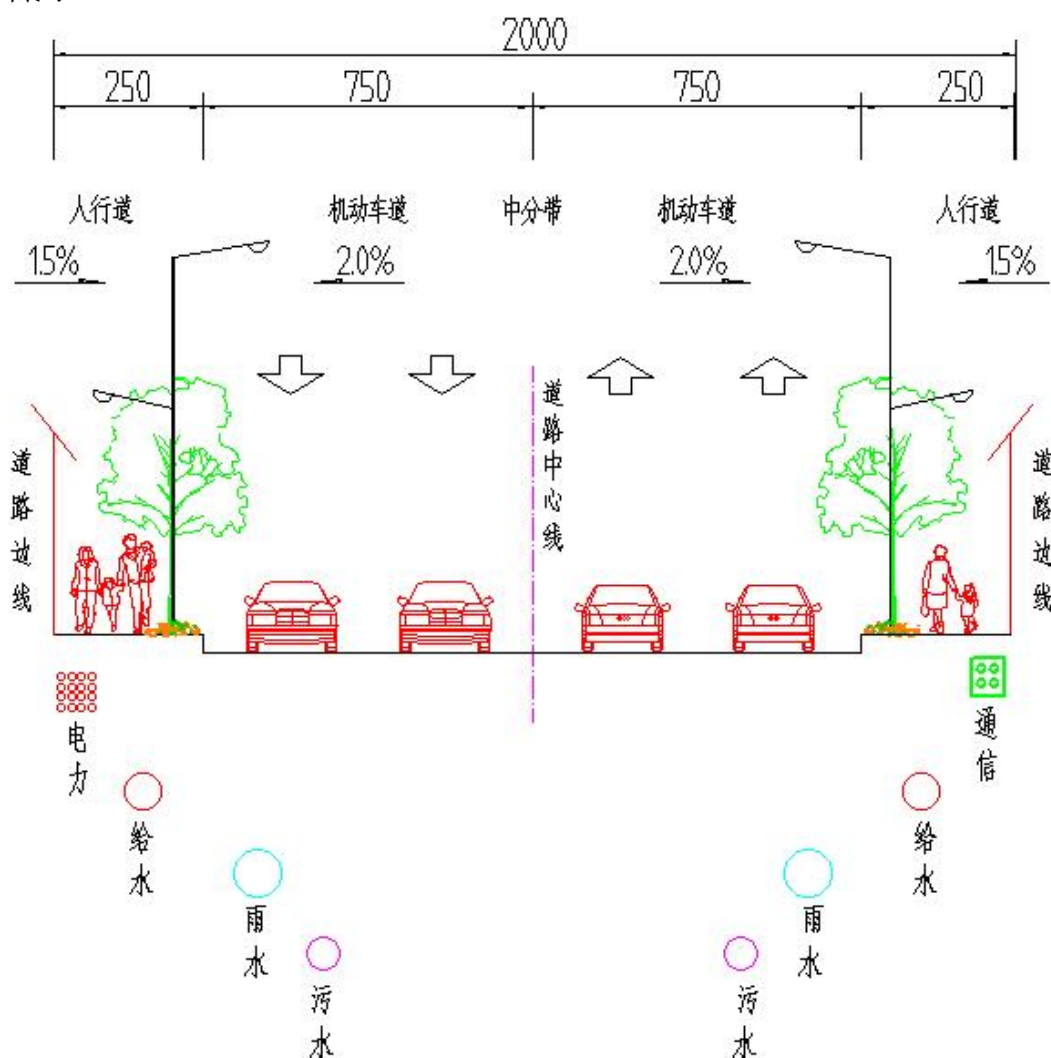 2000
250 750 750 250
人行道 机动车道 中分带 机动车道 人行道
1.5% 2.0% 2.0% 1.5%
道路边线
道路中心线
道路边线
电力
通信
给水
给水
雨水
雨水
污水
污水